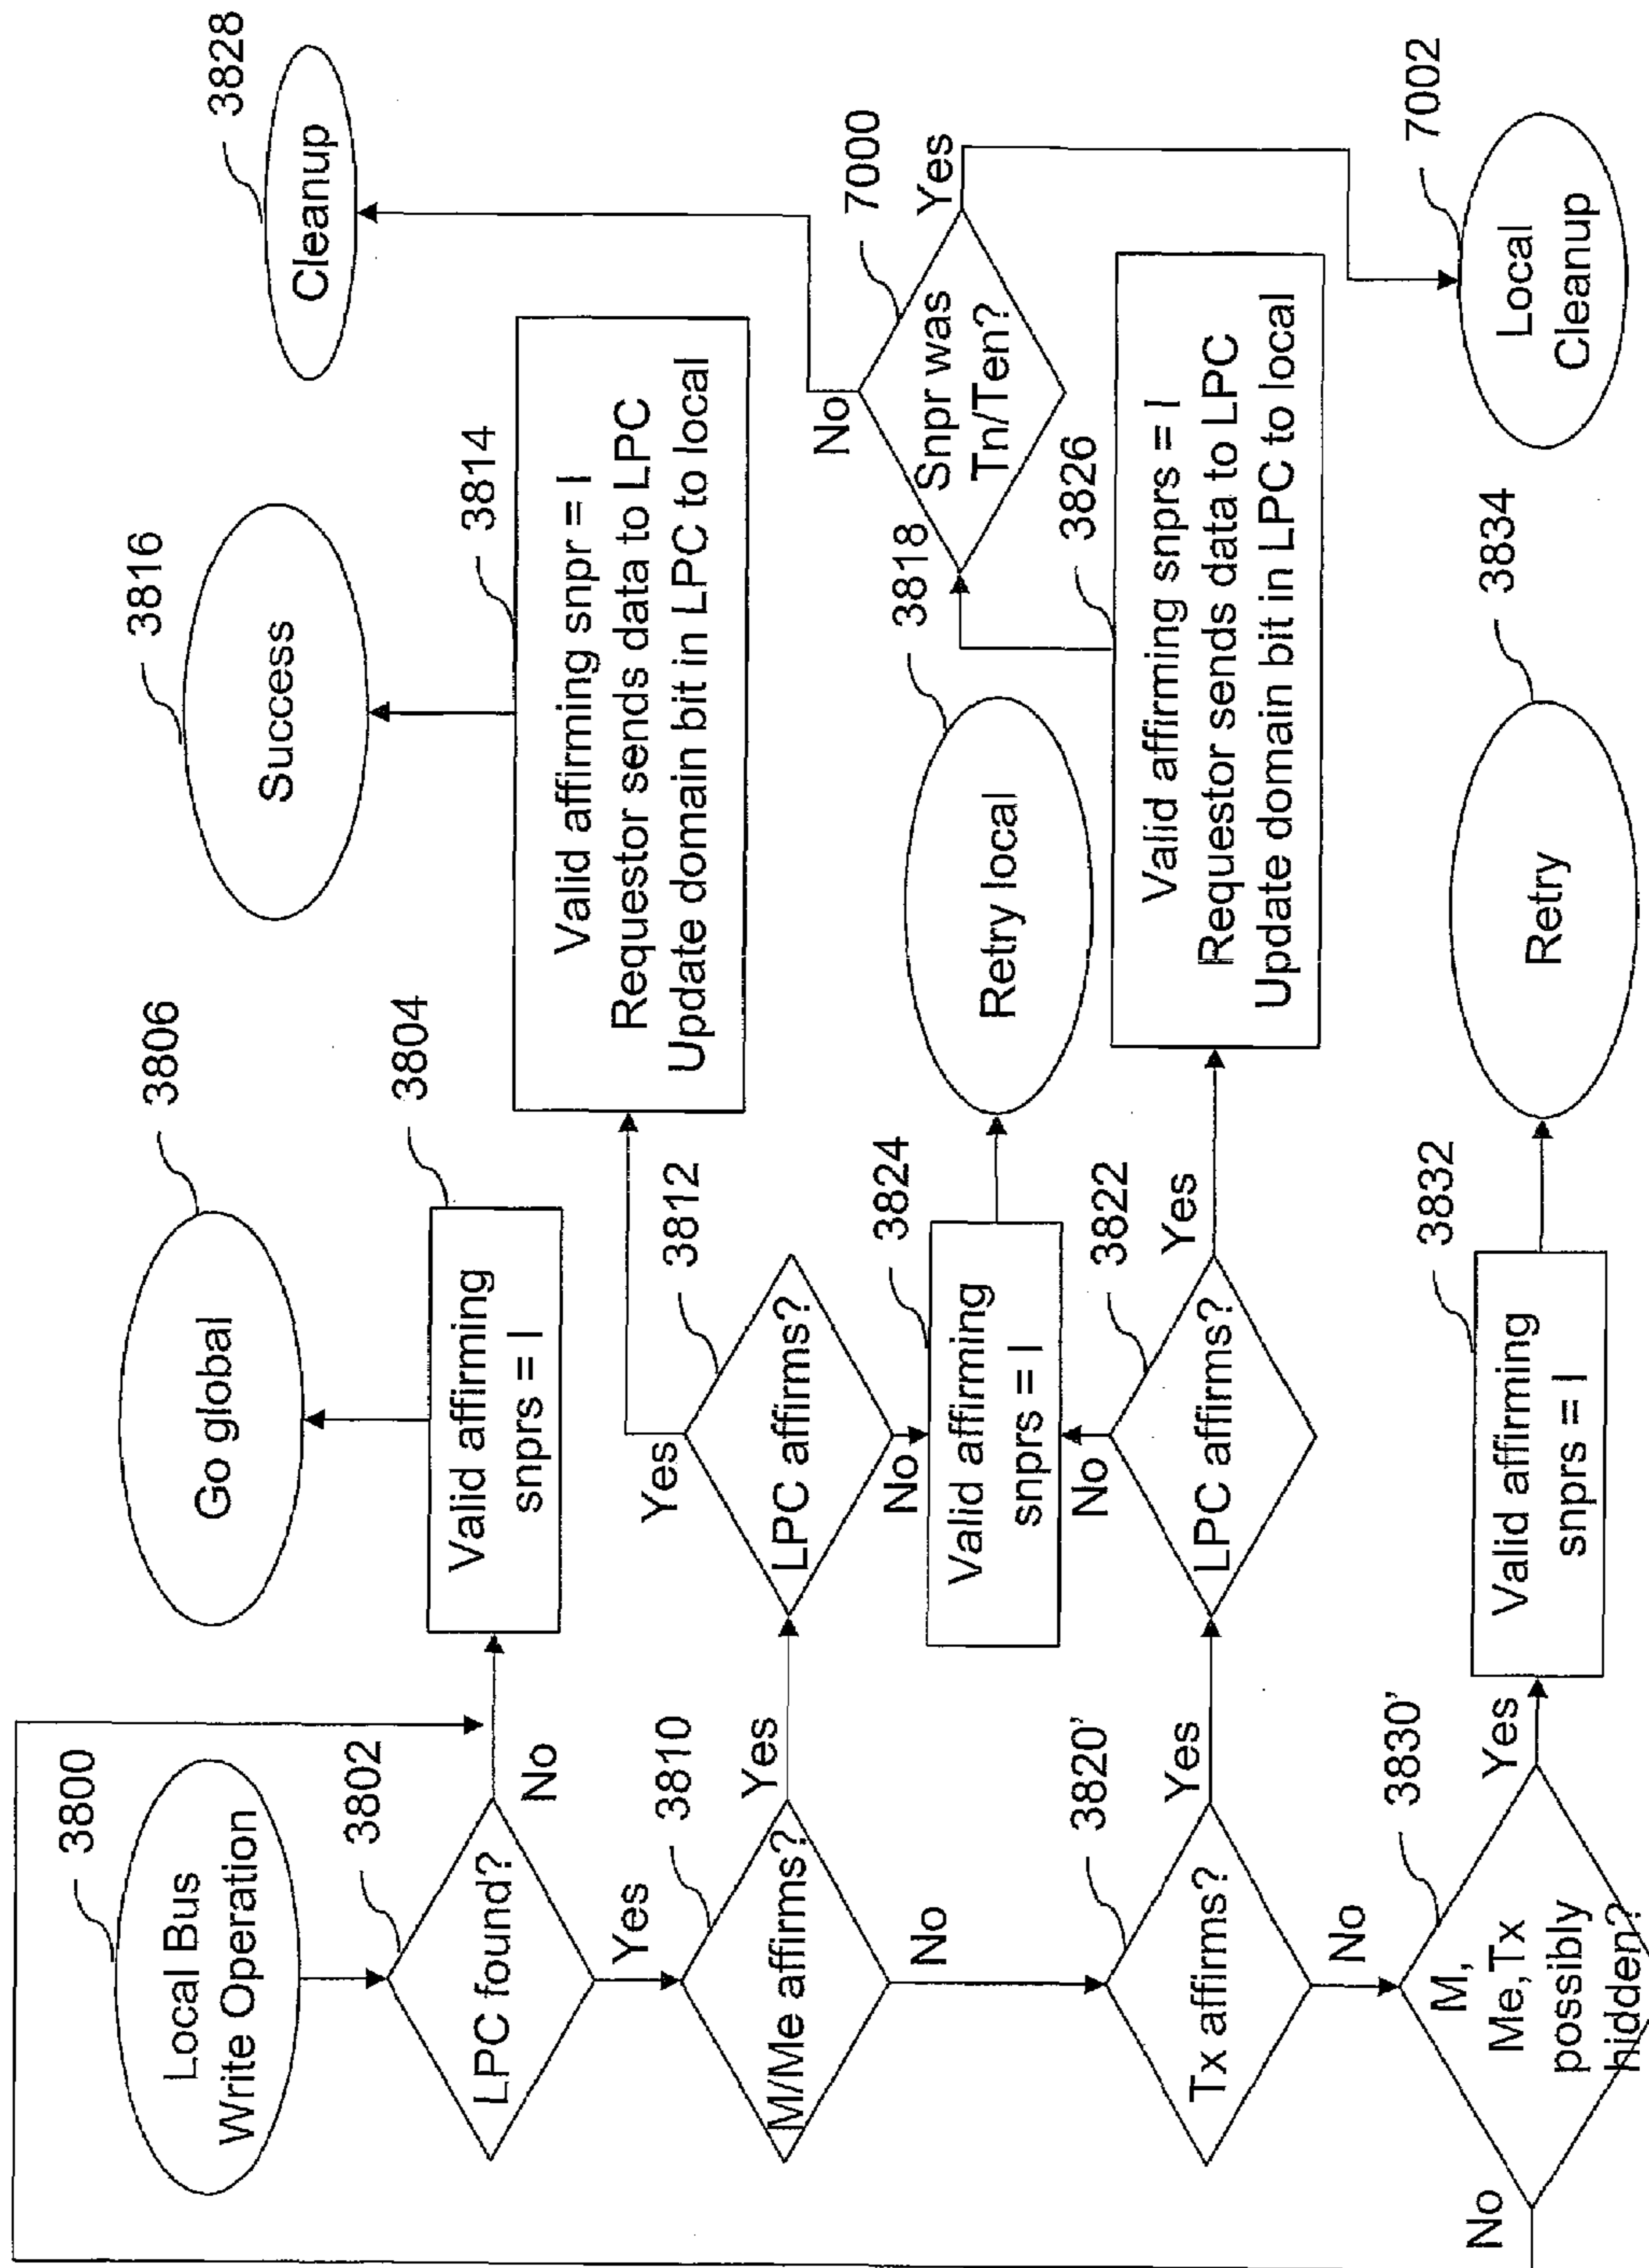 3800
Local Bus
Write Operation
3802
LPC found?
No
Yes
3804
Valid affirming
snprs = I
3806
Go global
3810
M/Me affirms?
Yes
No
3812
LPC affirms?
Yes
No
3814
Valid affirming snpr = I
Requestor sends data to LPC
Update domain bit in LPC to local
3816
Success
3824
Valid affirming
snprs = I
3818
Retry local
3820'
Tx affirms?
Yes
No
3822
LPC affirms?
Yes
No
3826
Valid affirming snprs = I
Requestor sends data to LPC
Update domain bit in LPC to local
7000
Snpr was
Tn/Ten?
No
Yes
3828
Cleanup
7002
Local
Cleanup
3830'
M,
Me,Tx
possibly
hidden?
Yes
No
3832
Valid affirming
snprs = I
3834
Retry